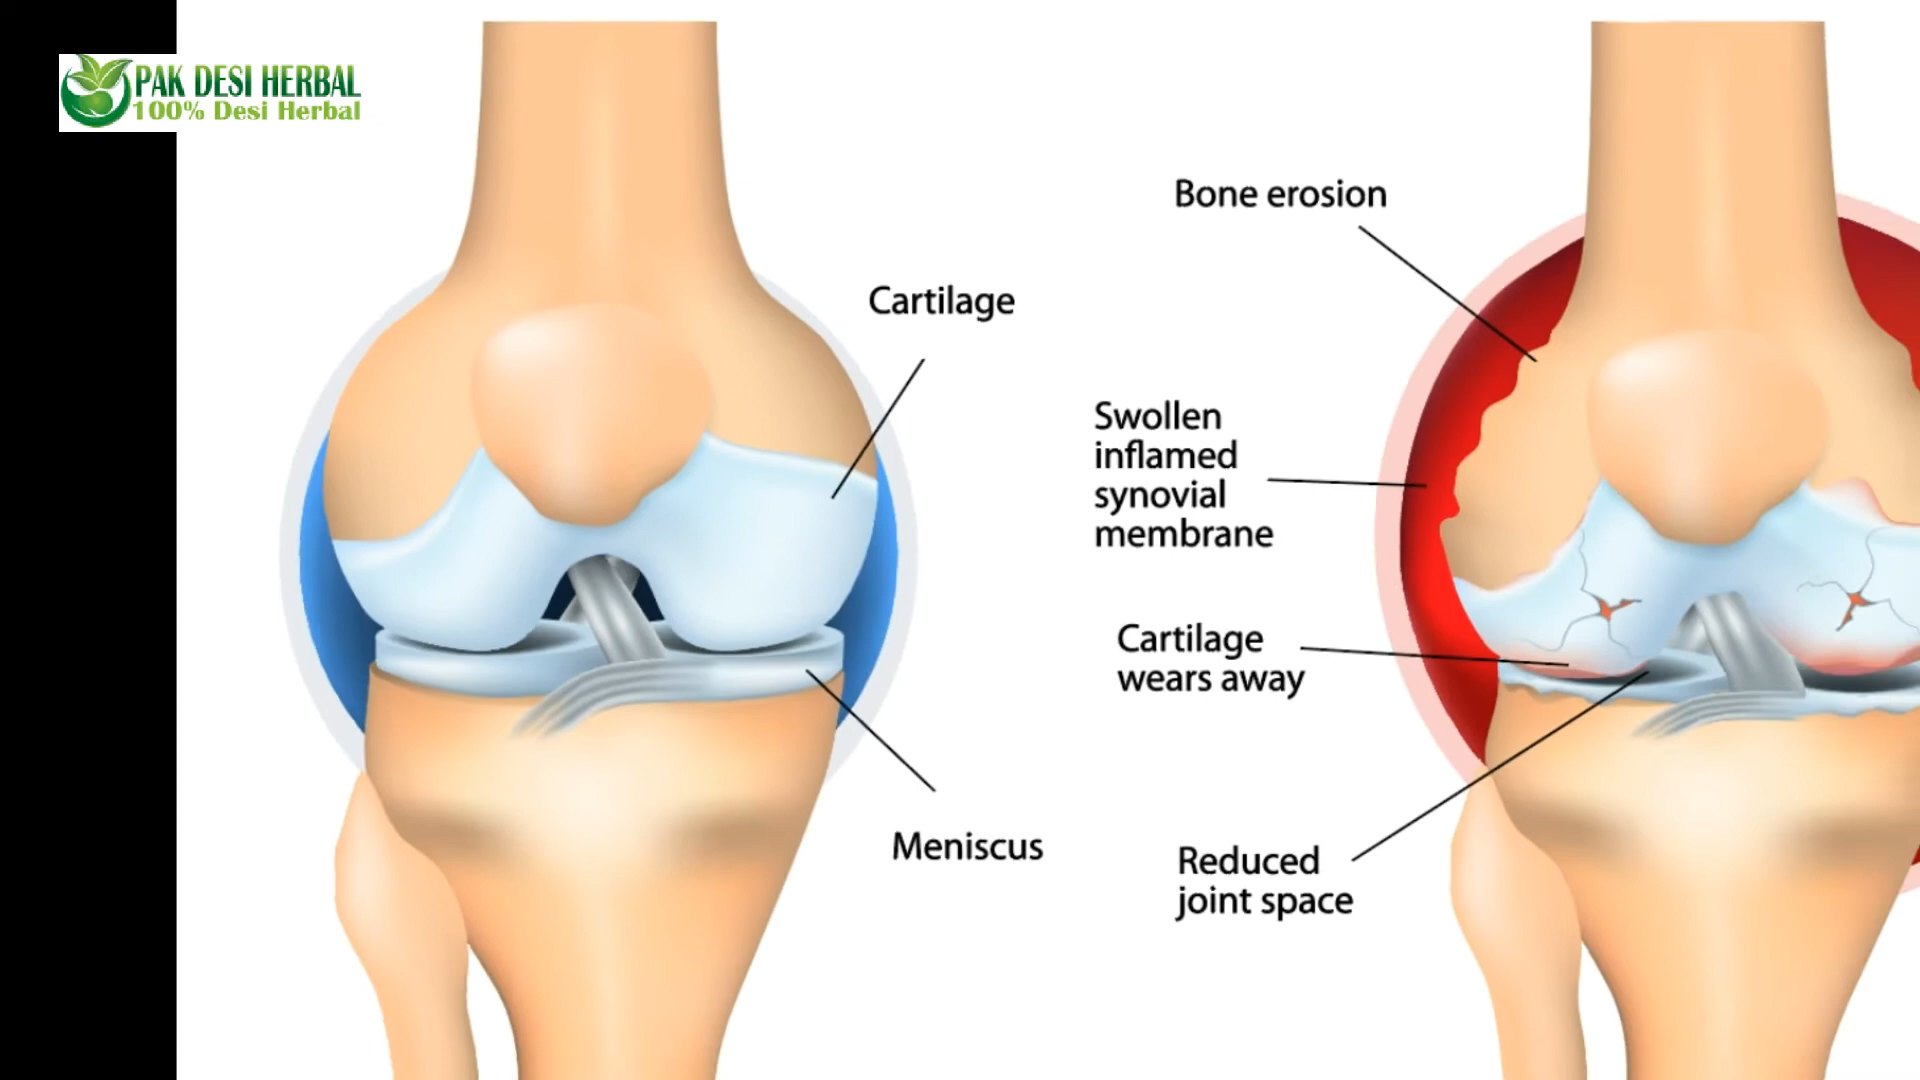 PAK DESI HERBAL
100% Desi Herbal
Bone erosion
Cartilage
Swollen
inflamed
synovial
membrane
Cartilage
wears away
Meniscus
Reduced
joint space